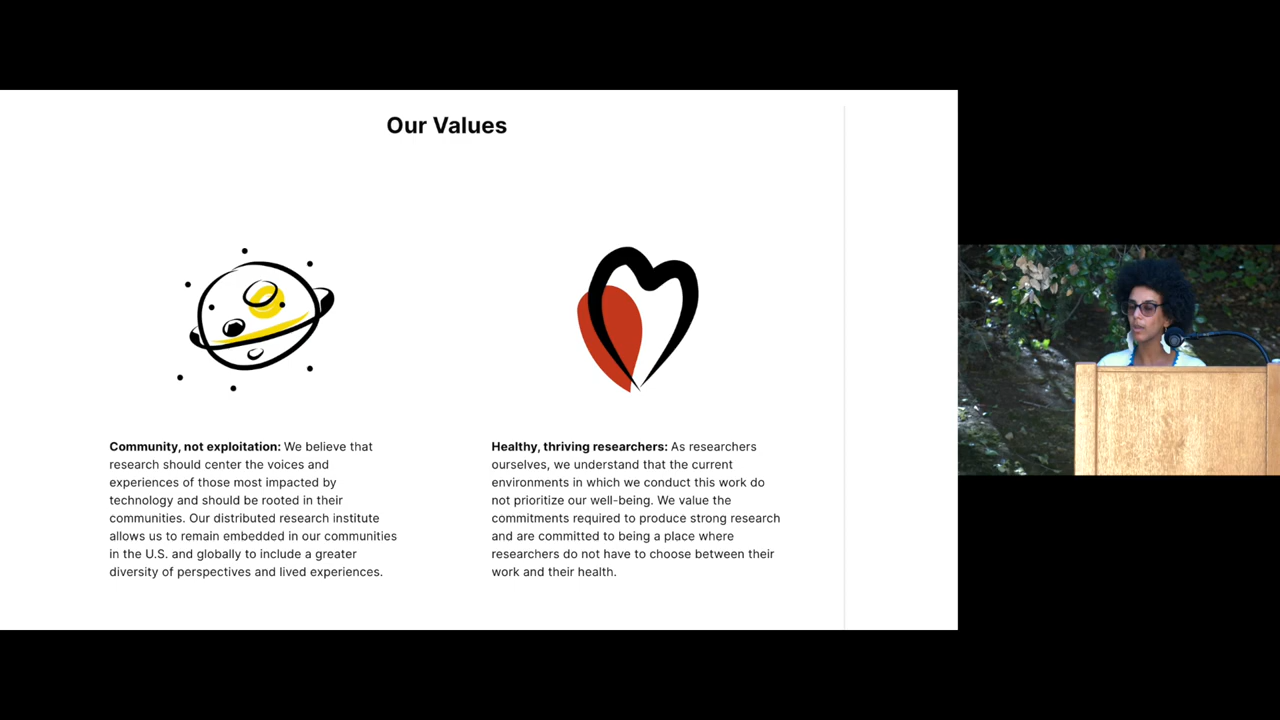 Our Values
Community, not exploitation: We believe that
research should center the voices and
experiences of those most impacted by
technology and should be rooted in their
communities. Our distributed research institute
allows us to remain embedded in our communities
in the U.S. and globally to include a greater
diversity of perspectives and lived experiences.
Healthy, thriving researchers: As researchers
ourselves, we understand that the current
environments in which we conduct this work do
not prioritize our well-being. We value the
commitments required to produce strong research
and are committed to being a place where
researchers do not have to choose between their
work and their health.